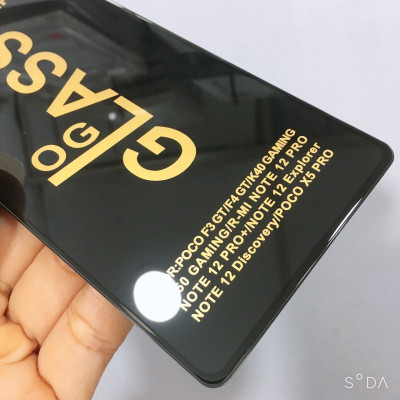 OG
GLASS
R:POCO F3 GT/F4 GT/K40 GAMING
50 GAMING/R-MI NOTE 12 PRO
NOTE 12 PRO+/NOTE 12 Explorer
NOTE 12 Discovery/POCO X5 PRO
S°DA